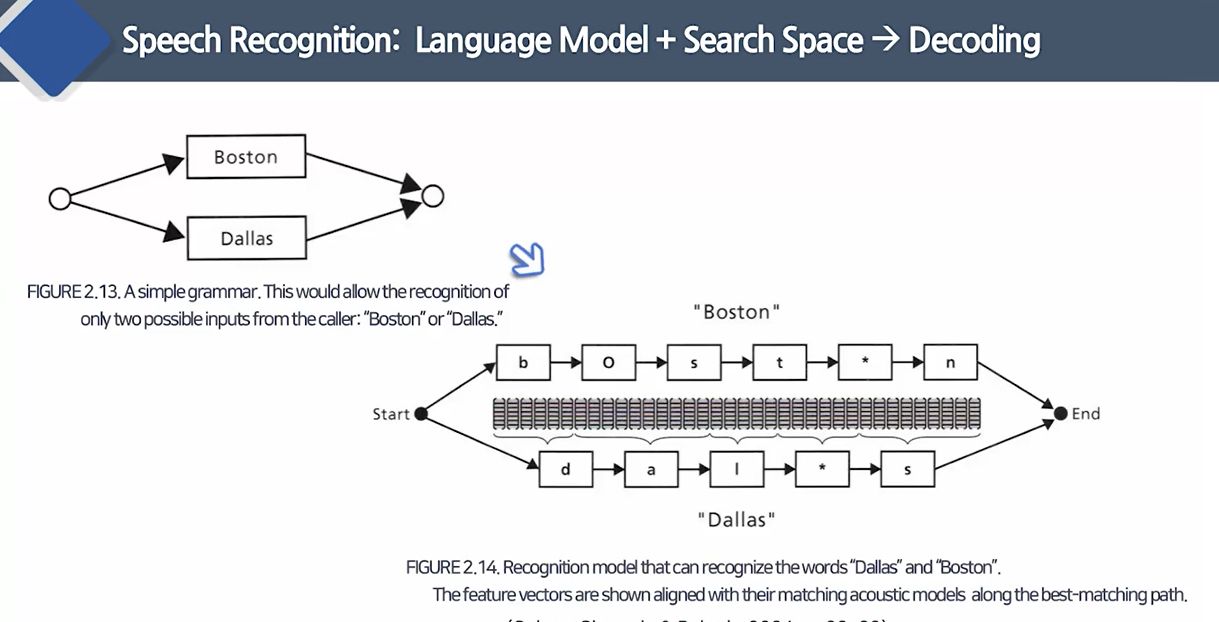 Speech Recognition: Language Model + Search Space → Decoding
Boston
Dallas
FIGURE 2.13. A simple grammar. This would allow the recognition of
only two possible inputs from the caller: “Boston” or “Dallas.”
"Boston"
b O s t * n
Start
End
d a l * s
"Dallas"
FIGURE 2.14. Recognition model that can recognize the words “Dallas” and “Boston”.
The feature vectors are shown aligned with their matching acoustic models along the best-matching path.